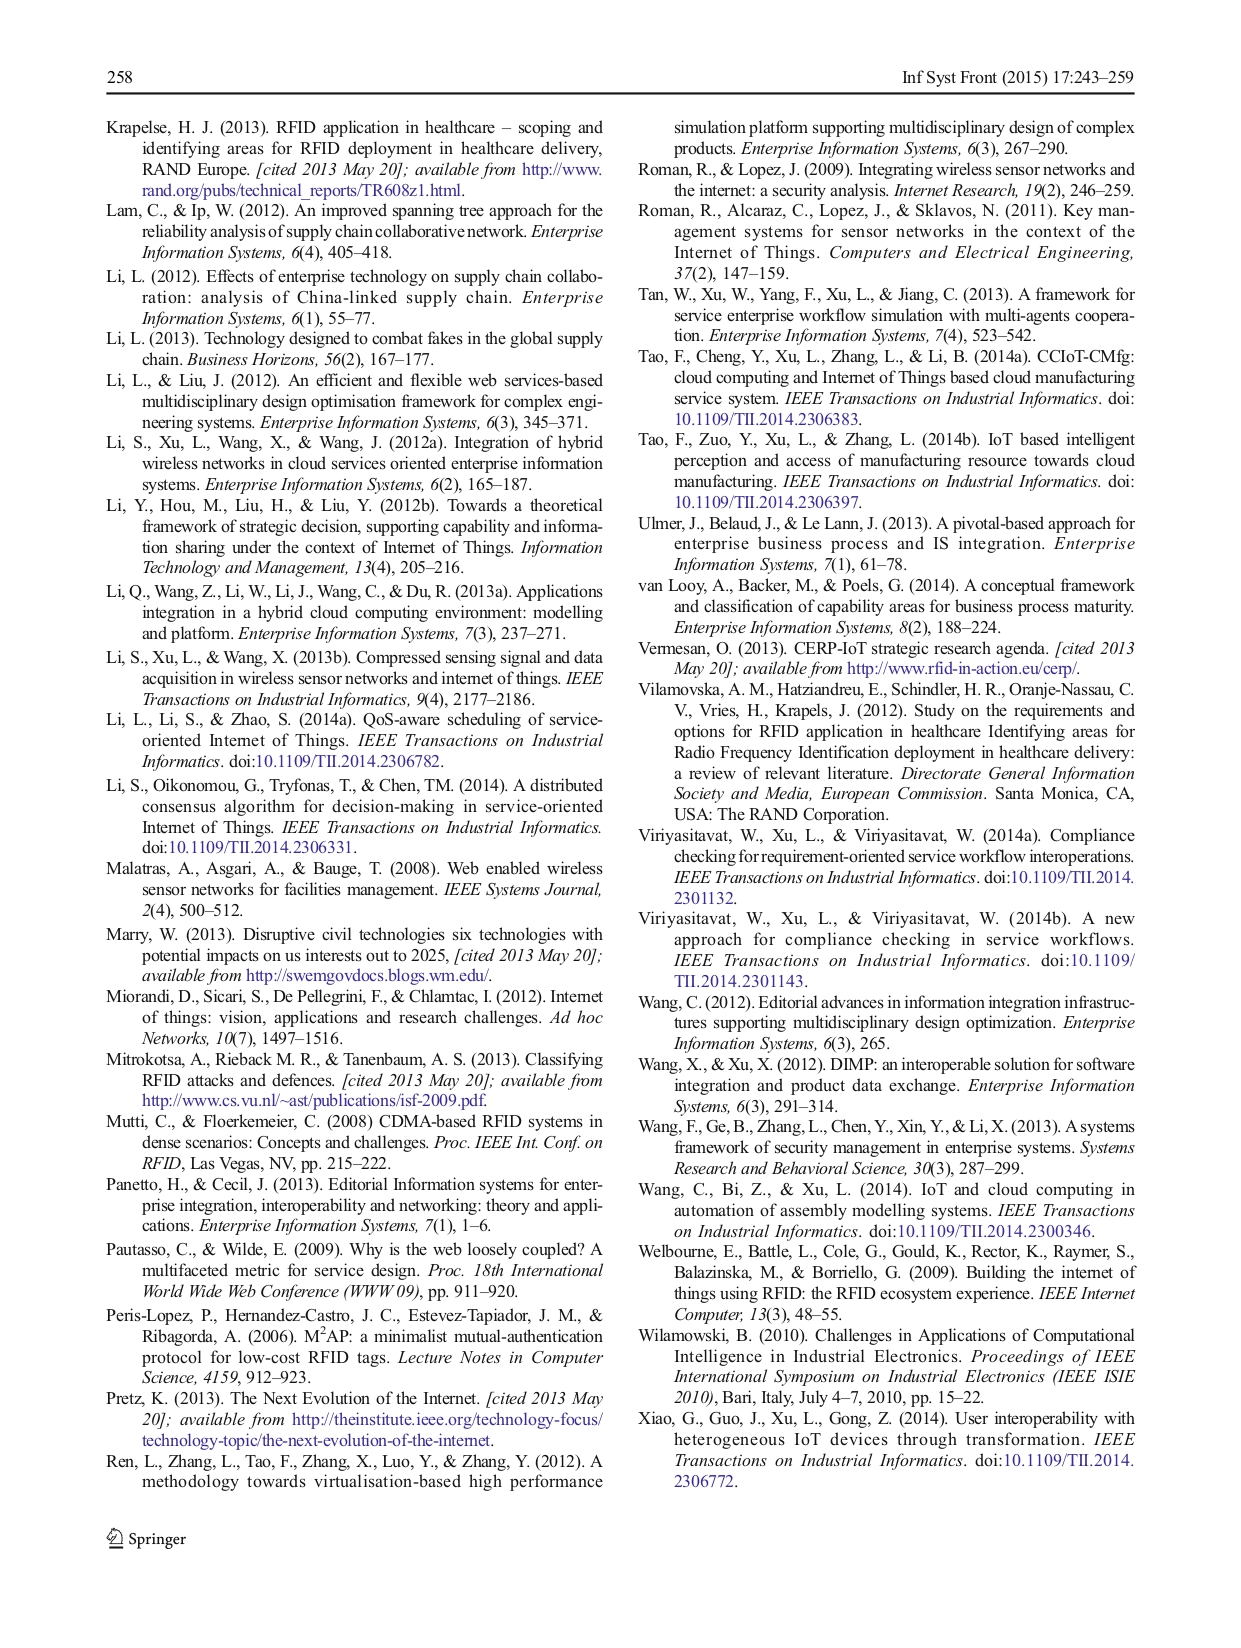 258
Inf Syst Front (2015) 17:243–259
Krapelse, H. J. (2013). RFID application in healthcare – scoping and
identifying areas for RFID deployment in healthcare delivery,
RAND Europe. [cited 2013 May 20]; available from http://www.
rand.org/pubs/technical_reports/TR608z1.html.
Lam, C., & Ip, W. (2012). An improved spanning tree approach for the
reliability analysis of supply chain collaborative network. Enterprise
Information Systems, 6(4), 405–418.
Li, L. (2012). Effects of enterprise technology on supply chain collabo-
ration: analysis of China-linked supply chain. Enterprise
Information Systems, 6(1), 55–77.
Li, L. (2013). Technology designed to combat fakes in the global supply
chain. Business Horizons, 56(2), 167–177.
Li, L., & Liu, J. (2012). An efficient and flexible web services-based
multidisciplinary design optimisation framework for complex engi-
neering systems. Enterprise Information Systems, 6(3), 345–371.
Li, S., Xu, L., Wang, X., & Wang, J. (2012a). Integration of hybrid
wireless networks in cloud services oriented enterprise information
systems. Enterprise Information Systems, 6(2), 165–187.
Li, Y., Hou, M., Liu, H., & Liu, Y. (2012b). Towards a theoretical
framework of strategic decision, supporting capability and informa-
tion sharing under the context of Internet of Things. Information
Technology and Management, 13(4), 205–216.
Li, Q., Wang, Z., Li, W., Li, J., Wang, C., & Du, R. (2013a). Applications
integration in a hybrid cloud computing environment: modelling
and platform. Enterprise Information Systems, 7(3), 237–271.
Li, S., Xu, L., & Wang, X. (2013b). Compressed sensing signal and data
acquisition in wireless sensor networks and internet of things. IEEE
Transactions on Industrial Informatics, 9(4), 2177–2186.
Li, L., Li, S., & Zhao, S. (2014a). QoS-aware scheduling of service-
oriented Internet of Things. IEEE Transactions on Industrial
Informatics. doi:10.1109/TII.2014.2306782.
Li, S., Oikonomou, G., Tryfonas, T., & Chen, TM. (2014). A distributed
consensus algorithm for decision-making in service-oriented
Internet of Things. IEEE Transactions on Industrial Informatics.
doi:10.1109/TII.2014.2306331.
Malatras, A., Asgari, A., & Bauge, T. (2008). Web enabled wireless
sensor networks for facilities management. IEEE Systems Journal,
2(4), 500–512.
Marry, W. (2013). Disruptive civil technologies six technologies with
potential impacts on us interests out to 2025, [cited 2013 May 20];
available from http://swemgovdocs.blogs.wm.edu/.
Miorandi, D., Sicari, S., De Pellegrini, F., & Chlamtac, I. (2012). Internet
of things: vision, applications and research challenges. Ad hoc
Networks, 10(7), 1497–1516.
Mitrokotsa, A., Rieback M. R., & Tanenbaum, A. S. (2013). Classifying
RFID attacks and defences. [cited 2013 May 20]; available from
http://www.cs.vu.nl/~ast/publications/isf-2009.pdf.
Mutti, C., & Floerkemeier, C. (2008) CDMA-based RFID systems in
dense scenarios: Concepts and challenges. Proc. IEEE Int. Conf. on
RFID, Las Vegas, NV, pp. 215–222.
Panetto, H., & Cecil, J. (2013). Editorial Information systems for enter-
prise integration, interoperability and networking: theory and appli-
cations. Enterprise Information Systems, 7(1), 1–6.
Pautasso, C., & Wilde, E. (2009). Why is the web loosely coupled? A
multifaceted metric for service design. Proc. 18th International
World Wide Web Conference (WWW 09), pp. 911–920.
Peris-Lopez, P., Hernandez-Castro, J. C., Estevez-Tapiador, J. M., &
Ribagorda, A. (2006). M²AP: a minimalist mutual-authentication
protocol for low-cost RFID tags. Lecture Notes in Computer
Science, 4159, 912–923.
Pretz, K. (2013). The Next Evolution of the Internet. [cited 2013 May
20]; available from http://theinstitute.ieee.org/technology-focus/
technology-topic/the-next-evolution-of-the-internet.
Ren, L., Zhang, L., Tao, F., Zhang, X., Luo, Y., & Zhang, Y. (2012). A
methodology towards virtualisation-based high performance
simulation platform supporting multidisciplinary design of complex
products. Enterprise Information Systems, 6(3), 267–290.
Roman, R., & Lopez, J. (2009). Integrating wireless sensor networks and
the internet: a security analysis. Internet Research, 19(2), 246–259.
Roman, R., Alcaraz, C., Lopez, J., & Sklavos, N. (2011). Key man-
agement systems for sensor networks in the context of the
Internet of Things. Computers and Electrical Engineering,
37(2), 147–159.
Tan, W., Xu, W., Yang, F., Xu, L., & Jiang, C. (2013). A framework for
service enterprise workflow simulation with multi-agents coopera-
tion. Enterprise Information Systems, 7(4), 523–542.
Tao, F., Cheng, Y., Xu, L., Zhang, L., & Li, B. (2014a). CCIoT-CMfg:
cloud computing and Internet of Things based cloud manufacturing
service system. IEEE Transactions on Industrial Informatics. doi:
10.1109/TII.2014.2306383.
Tao, F., Zuo, Y., Xu, L., & Zhang, L. (2014b). IoT based intelligent
perception and access of manufacturing resource towards cloud
manufacturing. IEEE Transactions on Industrial Informatics. doi:
10.1109/TII.2014.2306397.
Ulmer, J., Belaud, J., & Le Lann, J. (2013). A pivotal-based approach for
enterprise business process and IS integration. Enterprise
Information Systems, 7(1), 61–78.
van Looy, A., Backer, M., & Poels, G. (2014). A conceptual framework
and classification of capability areas for business process maturity.
Enterprise Information Systems, 8(2), 188–224.
Vermesan, O. (2013). CERP-IoT strategic research agenda. [cited 2013
May 20]; available from http://www.rfid-in-action.eu/cerp/.
Vilamovska, A. M., Hatziandreu, E., Schindler, H. R., Oranje-Nassau, C.
V., Vries, H., Krapels, J. (2012). Study on the requirements and
options for RFID application in healthcare Identifying areas for
Radio Frequency Identification deployment in healthcare delivery:
a review of relevant literature. Directorate General Information
Society and Media, European Commission. Santa Monica, CA,
USA: The RAND Corporation.
Viriyasitavat, W., Xu, L., & Viriyasitavat, W. (2014a). Compliance
checking for requirement-oriented service workflow interoperations.
IEEE Transactions on Industrial Informatics. doi:10.1109/TII.2014.
2301132.
Viriyasitavat, W., Xu, L., & Viriyasitavat, W. (2014b). A new
approach for compliance checking in service workflows.
IEEE Transactions on Industrial Informatics. doi:10.1109/
TII.2014.2301143.
Wang, C. (2012). Editorial advances in information integration infrastruc-
tures supporting multidisciplinary design optimization. Enterprise
Information Systems, 6(3), 265.
Wang, X., & Xu, X. (2012). DIMP: an interoperable solution for software
integration and product data exchange. Enterprise Information
Systems, 6(3), 291–314.
Wang, F., Ge, B., Zhang, L., Chen, Y., Xin, Y., & Li, X. (2013). A systems
framework of security management in enterprise systems. Systems
Research and Behavioral Science, 30(3), 287–299.
Wang, C., Bi, Z., & Xu, L. (2014). IoT and cloud computing in
automation of assembly modelling systems. IEEE Transactions
on Industrial Informatics. doi:10.1109/TII.2014.2300346.
Welbourne, E., Battle, L., Cole, G., Gould, K., Rector, K., Raymer, S.,
Balazinska, M., & Borriello, G. (2009). Building the internet of
things using RFID: the RFID ecosystem experience. IEEE Internet
Computer, 13(3), 48–55.
Wilamowski, B. (2010). Challenges in Applications of Computational
Intelligence in Industrial Electronics. Proceedings of IEEE
International Symposium on Industrial Electronics (IEEE ISIE
2010), Bari, Italy, July 4–7, 2010, pp. 15–22.
Xiao, G., Guo, J., Xu, L., Gong, Z. (2014). User interoperability with
heterogeneous IoT devices through transformation. IEEE
Transactions on Industrial Informatics. doi:10.1109/TII.2014.
2306772.
Springer